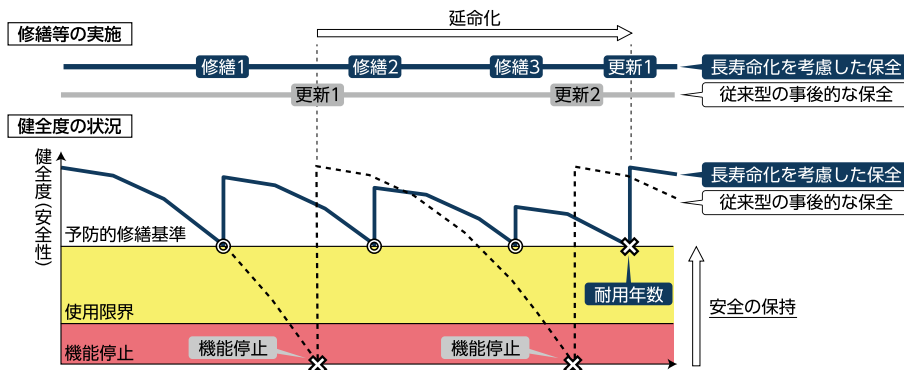 延命化
修繕等の実施
修繕1
修繕2
修繕3
更新1
長寿命化を考慮した保全
更新1
更新2
従来型の事後的な保全
健全度の状況
健全度(安全性)
長寿命化を考慮した保全
従来型の事後的な保全
予防的修繕基準
耐用年数
安全の保持
使用限界
機能停止
機能停止
機能停止